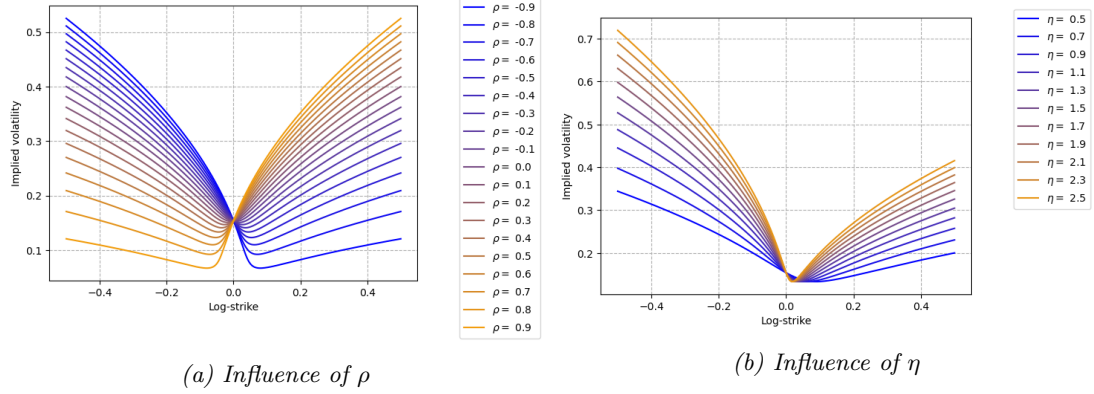 Implied volatility
0.5
0.4
0.3
0.2
0.1
−0.4
−0.2
0.0
0.2
0.4
Log-strike
ρ = -0.9
ρ = -0.8
ρ = -0.7
ρ = -0.6
ρ = -0.5
ρ = -0.4
ρ = -0.3
ρ = -0.2
ρ = -0.1
ρ = 0.0
ρ = 0.1
ρ = 0.2
ρ = 0.3
ρ = 0.4
ρ = 0.5
ρ = 0.6
ρ = 0.7
ρ = 0.8
ρ = 0.9
(a) Influence of ρ
Implied volatility
0.7
0.6
0.5
0.4
0.3
0.2
−0.4
−0.2
0.0
0.2
0.4
Log-strike
η = 0.5
η = 0.7
η = 0.9
η = 1.1
η = 1.3
η = 1.5
η = 1.7
η = 1.9
η = 2.1
η = 2.3
η = 2.5
(b) Influence of η